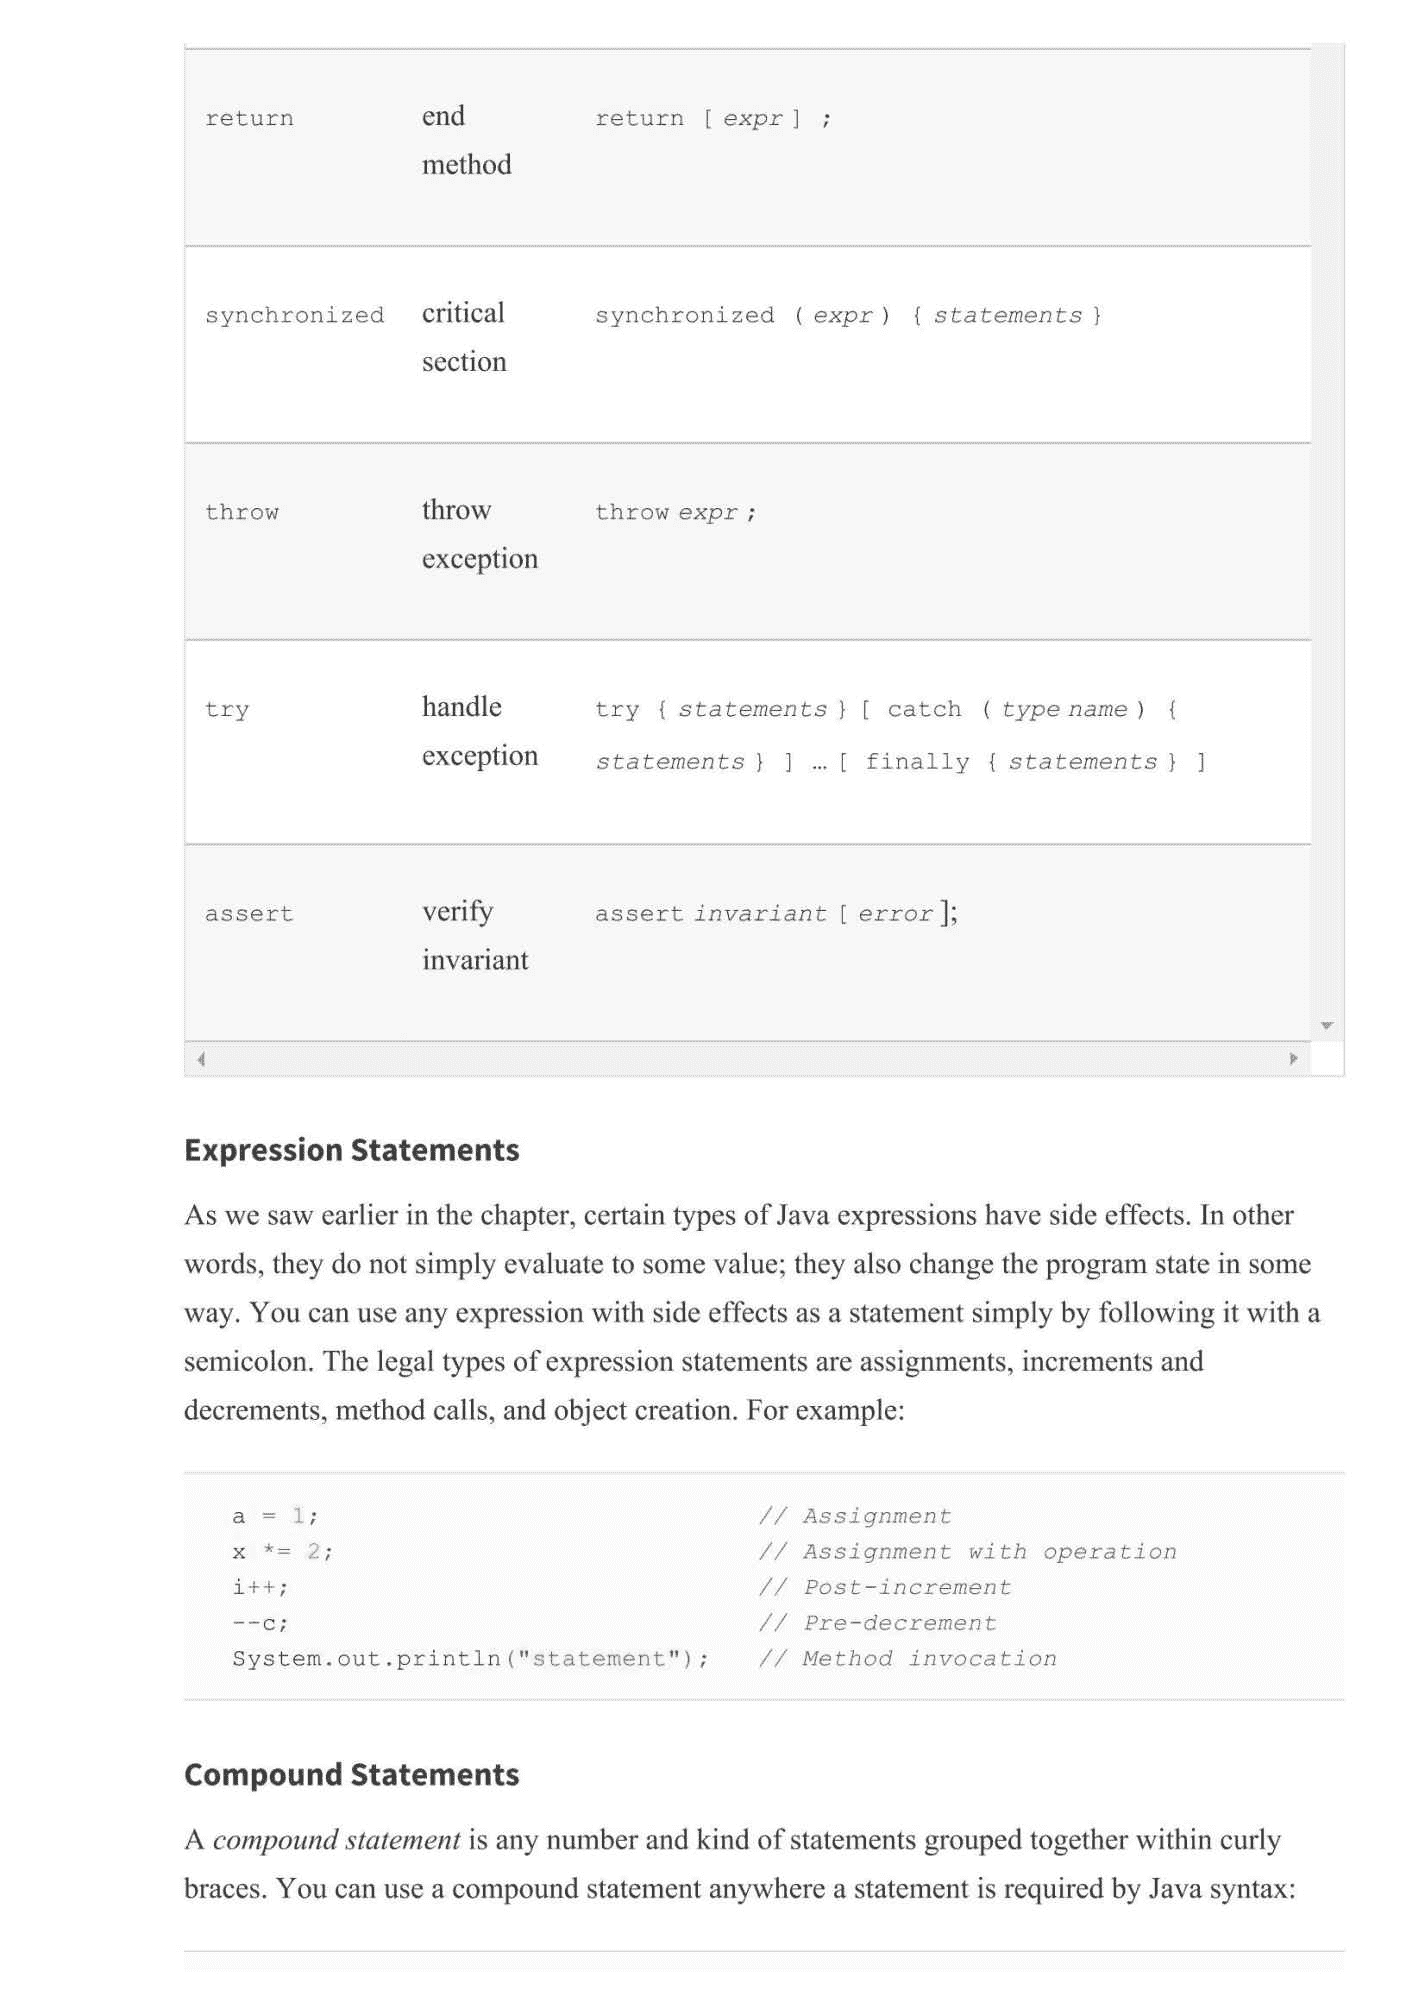 return end return [ expr ] ;
method
synchronized critical synchronized ( expr ) { statements }
section
throw throw throw expr ;
exception
try handle try { statements } [ catch ( type name ) {
exception statements } ] … [ finally { statements } ]
assert verify assert invariant [ error ];
invariant
Expression Statements
As we saw earlier in the chapter, certain types of Java expressions have side effects. In other
words, they do not simply evaluate to some value; they also change the program state in some
way. You can use any expression with side effects as a statement simply by following it with a
semicolon. The legal types of expression statements are assignments, increments and
decrements, method calls, and object creation. For example:
a = 1; // Assignment
x *= 2; // Assignment with operation
i++; // Post-increment
--c; // Pre-decrement
System.out.println("statement"); // Method invocation
Compound Statements
A compound statement is any number and kind of statements grouped together within curly
braces. You can use a compound statement anywhere a statement is required by Java syntax: